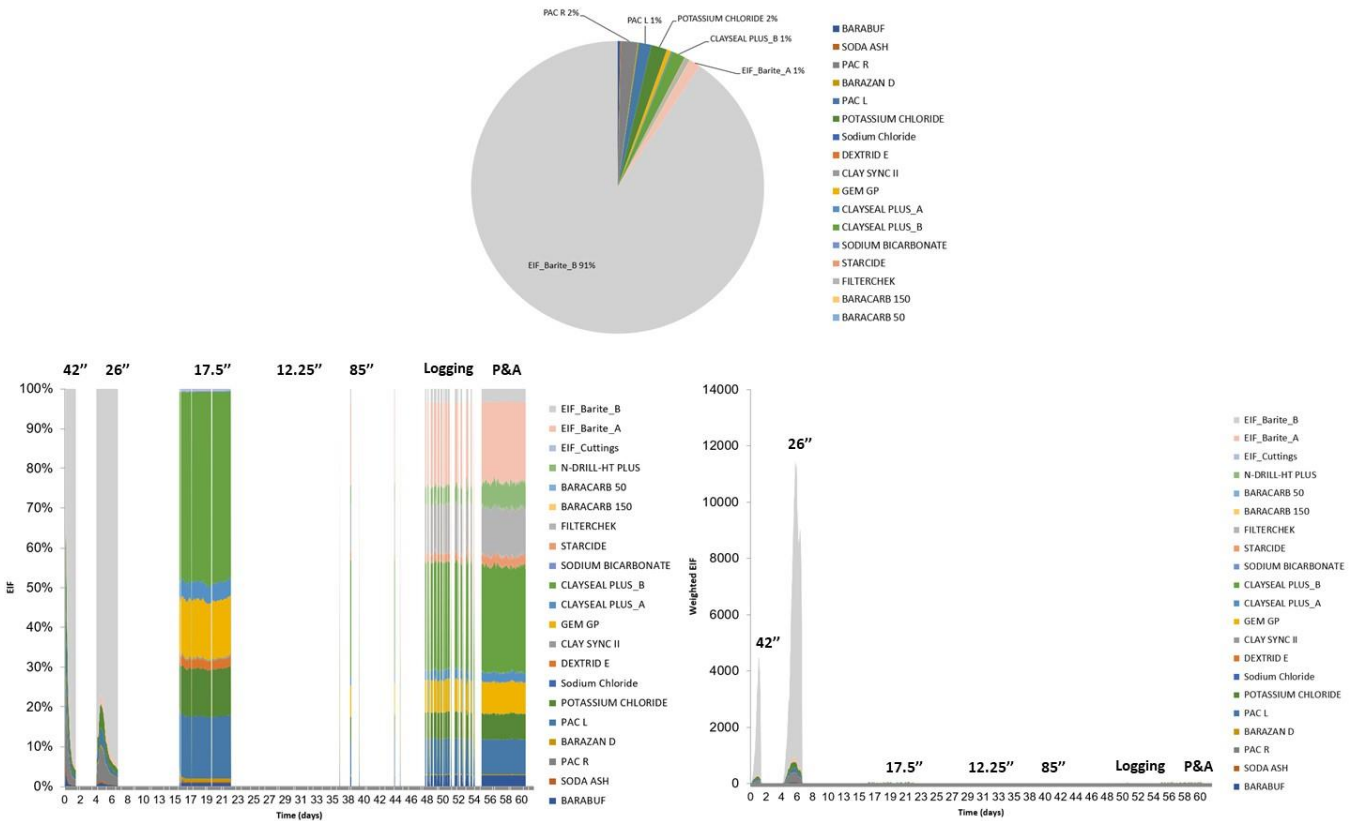 PAC R 2%
PAC L 1%
POTASSIUM CHLORIDE 2%
CLAYSEAL PLUS_B 1%
EIF_Barite_A 1%
EIF_Barite_B 91%
BARABUF
SODA ASH
PAC R
BARAZAN D
PAC L
POTASSIUM CHLORIDE
Sodium Chloride
DEXTRID E
CLAY SYNC II
GEM GP
CLAYSEAL PLUS_A
CLAYSEAL PLUS_B
SODIUM BICARBONATE
STARCIDE
FILTERCHEK
BARACARB 150
BARACARB 50
42” 26” 17.5” 12.25” 85” Logging P&A
100%
90%
80%
70%
60%
50%
40%
30%
20%
10%
0%
EIF
0 2 4 6 8 10 13 15 17 19 21 23 25 27 29 31 33 35 38 40 42 44 46 48 50 52 54 56 58 60
Time (days)
EIF_Barite_B
EIF_Barite_A
EIF_Cuttings
N-DRILL-HT PLUS
BARACARB 50
BARACARB 150
FILTERCHEK
STARCIDE
SODIUM BICARBONATE
CLAYSEAL PLUS_B
CLAYSEAL PLUS_A
GEM GP
CLAY SYNC II
DEXTRID E
Sodium Chloride
POTASSIUM CHLORIDE
PAC L
BARAZAN D
PAC R
SODA ASH
BARABUF
14000
12000
10000
8000
6000
4000
2000
0
Weighted EIF
26”
42”
17.5” 12.25” 85” Logging P&A
0 2 4 6 8 10 13 15 17 19 21 23 25 27 29 31 33 35 38 40 42 44 46 48 50 52 54 56 58 60
Time (days)
EIF_Barite_B
EIF_Barite_A
EIF_Cuttings
N-DRILL-HT PLUS
BARACARB 50
BARACARB 150
FILTERCHEK
STARCIDE
SODIUM BICARBONATE
CLAYSEAL PLUS_B
CLAYSEAL PLUS_A
GEM GP
CLAY SYNC II
DEXTRID E
Sodium Chloride
POTASSIUM CHLORIDE
PAC L
BARAZAN D
PAC R
SODA ASH
BARABUF